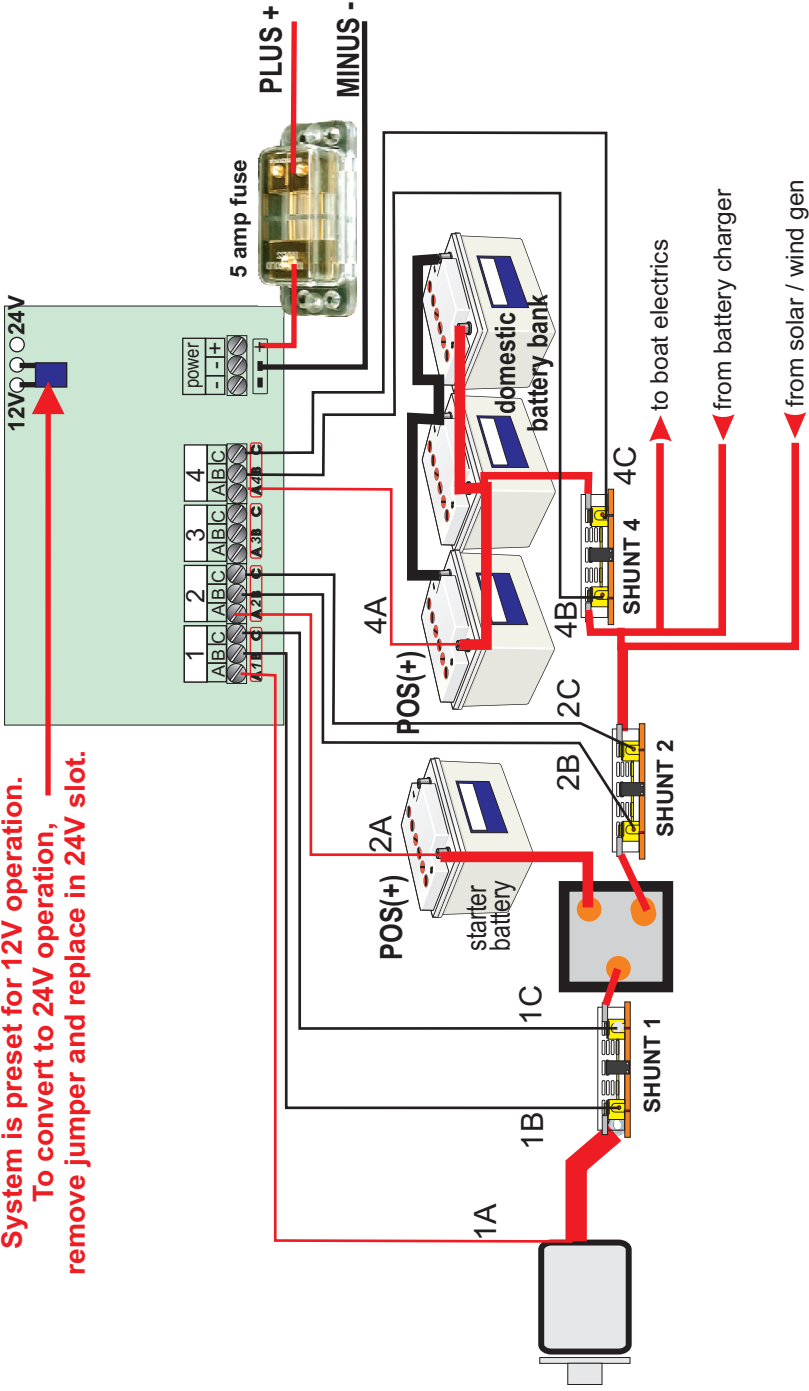 System is preset for 12V operation.
To convert to 24V operation,
remove jumper and replace in 24V slot.
12V
24V
1
2
3
4
power
A B C
A B C
A B C
A B C
- - +
A 1 B C
A 2 B C
A 3 B C
A 4 B C
- - +
5 amp fuse
PLUS +
MINUS -
1A
1B
1C
SHUNT 1
2A
POS(+)
starter
battery
2B
2C
SHUNT 2
4A
POS(+)
domestic
battery bank
4B
4C
SHUNT 4
to boat electrics
from battery charger
from solar / wind gen